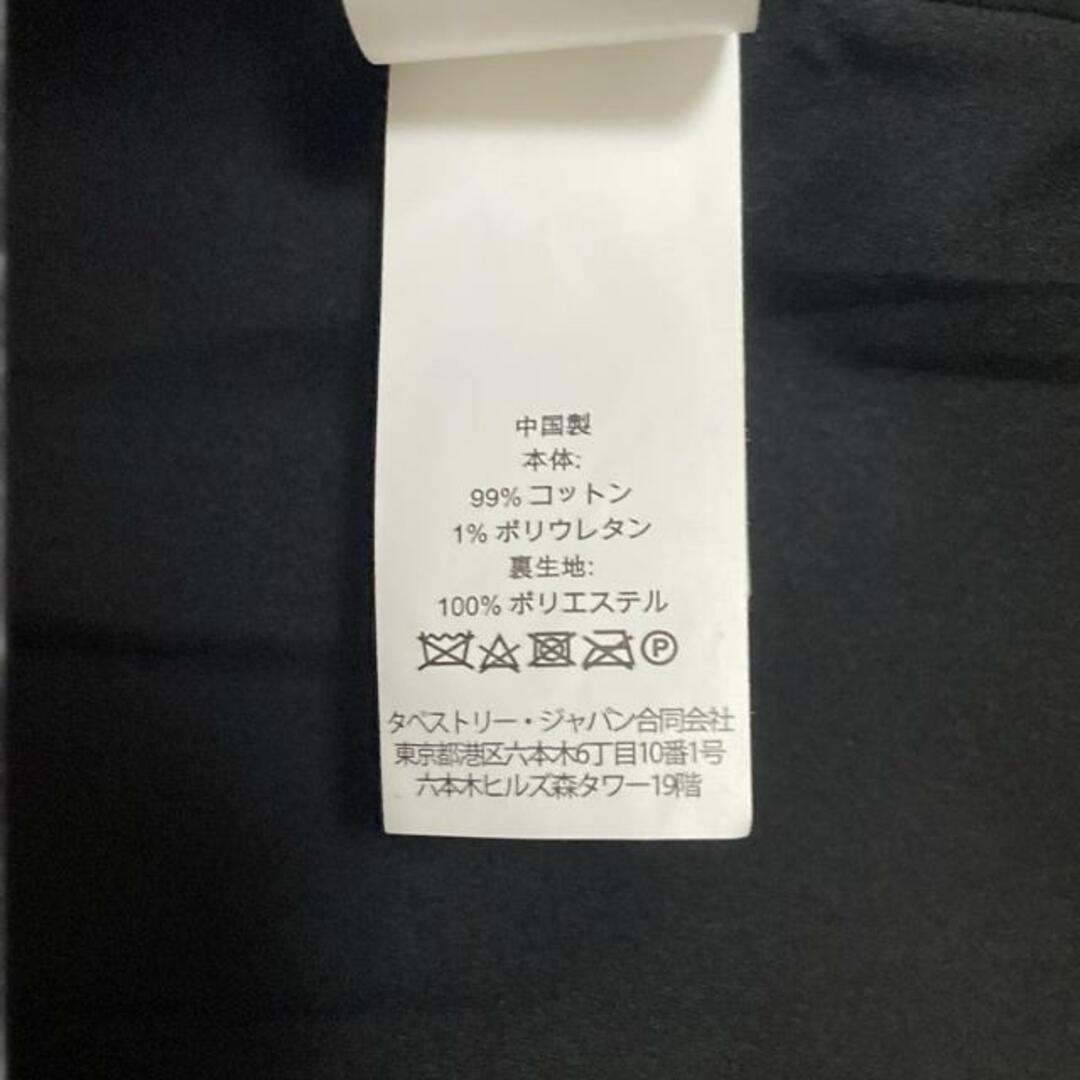 中国製
本体:
99% コットン
1% ポリウレタン
裏生地:
100% ポリエステル
P
タペストリー・ジャパン合同会社
東京都港区六本木6丁目10番1号
六本木ヒルズ森タワー19階